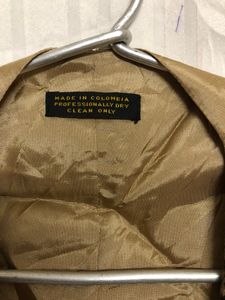 MADE IN COLOMBIA
PROFESSIONALLY DRY
CLEAN ONLY